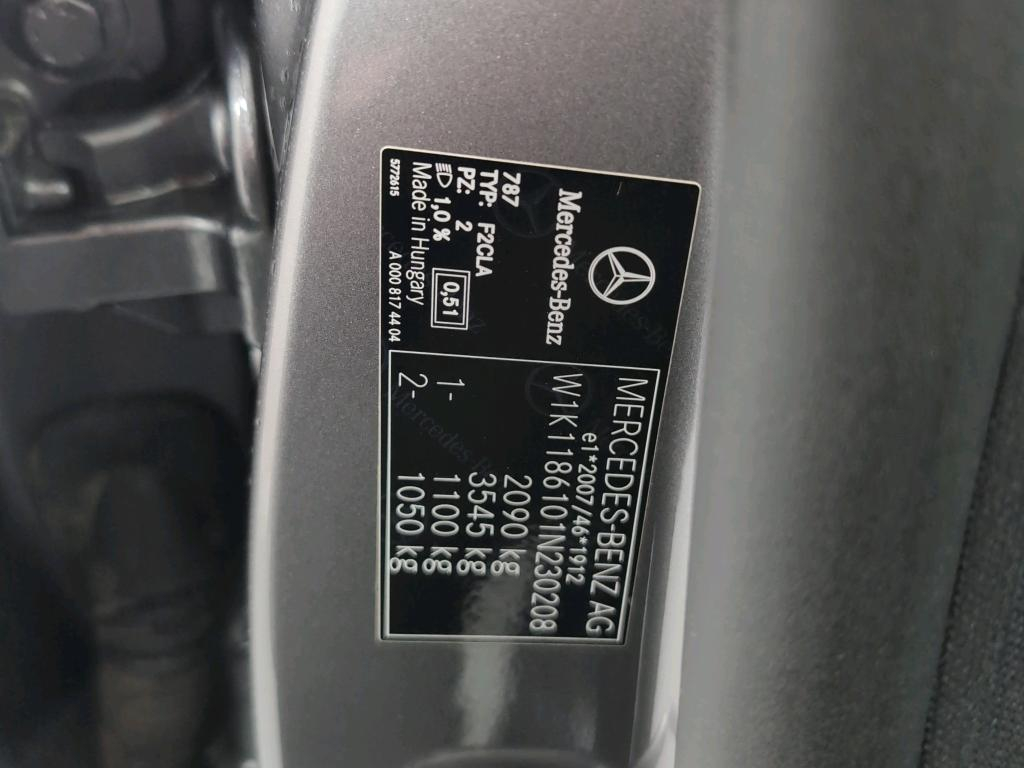 Mercedes-Benz
787
TYP: F2CLA
PZ: 2
1,0 %
0,51
Made in Hungary
5772615
A 000 817 44 04
MERCEDES-BENZ AG
e1*2007/46*1912
W1K1186101N230208
2090 kg
3545 kg
1- 1100 kg
2- 1050 kg